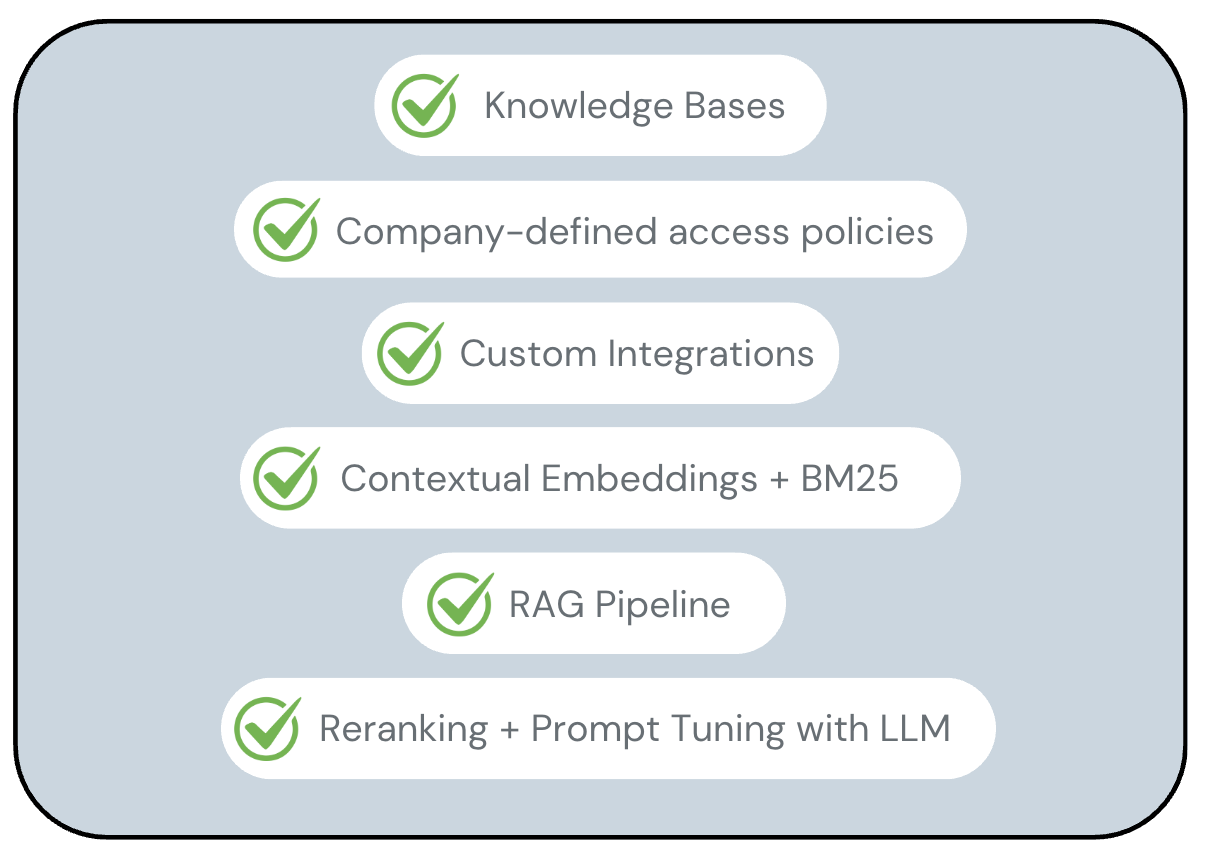 Knowledge Bases
Company-defined access policies
Custom Integrations
Contextual Embeddings + BM25
RAG Pipeline
Reranking + Prompt Tuning with LLM